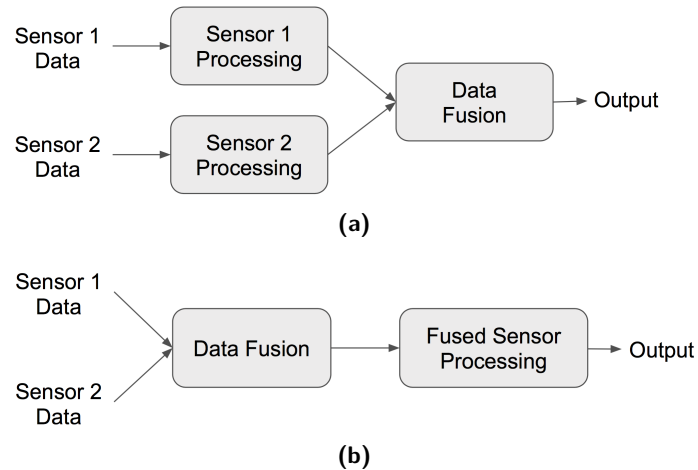 Sensor 1
Data
Sensor 1
Processing
Data
Fusion
Output
Sensor 2
Data
Sensor 2
Processing
(a)
Sensor 1
Data
Data Fusion
Fused Sensor
Processing
Output
Sensor 2
Data
(b)